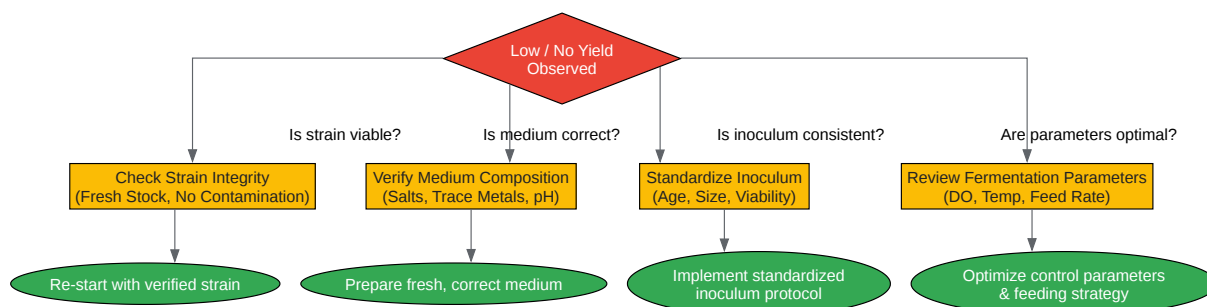 Low / No Yield
Observed
Is strain viable?
Is medium correct?
Is inoculum consistent?
Are parameters optimal?
Check Strain Integrity
(Fresh Stock, No Contamination)
Verify Medium Composition
(Salts, Trace Metals, pH)
Standardize Inoculum
(Age, Size, Viability)
Review Fermentation Parameters
(DO, Temp, Feed Rate)
Re-start with verified strain
Prepare fresh, correct medium
Implement standardized
inoculum protocol
Optimize control parameters
& feeding strategy